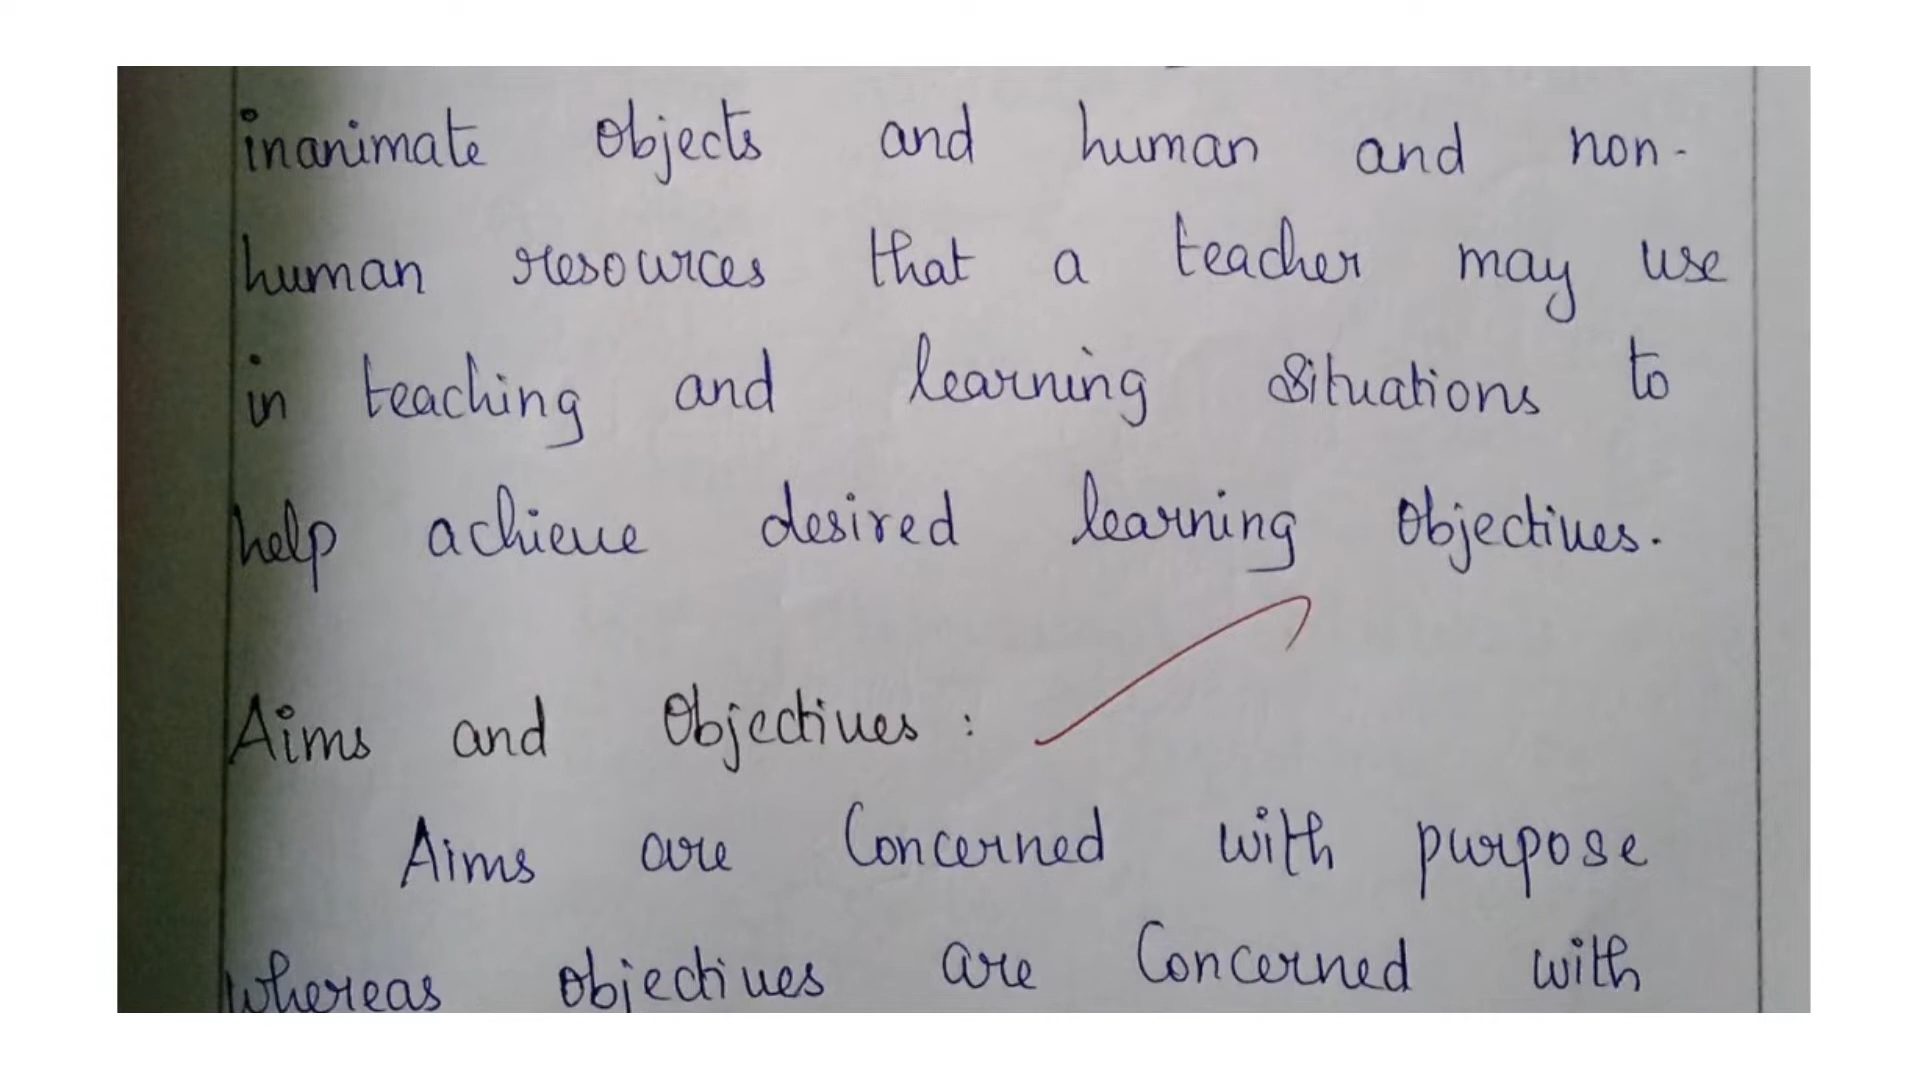 inanimate objects and human and non-
human resources that a teacher may use
in teaching and learning situations to
help achieve desired learning objectives.
Aims and Objectives :
Aims are Concerned with purpose
whereas objectives are Concerned with